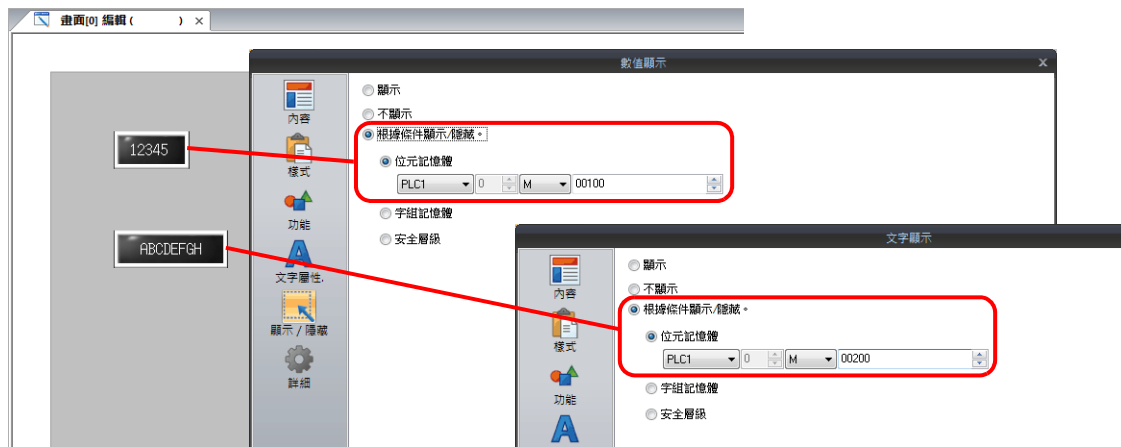 畫面[0] 編輯 ( ) ×
12345
ABCDEFGH
數值顯示 X
內容
樣式
功能
文字屬性.
顯示 / 隱藏
詳細
顯示
不顯示
根據條件顯示/隱藏。
位元記憶體
PLC1 0 M 00100
字組記憶體
安全層級
文字顯示
內容
樣式
功能
顯示
不顯示
根據條件顯示/隱藏。
位元記憶體
PLC1 0 M 00200
字組記憶體
安全層級